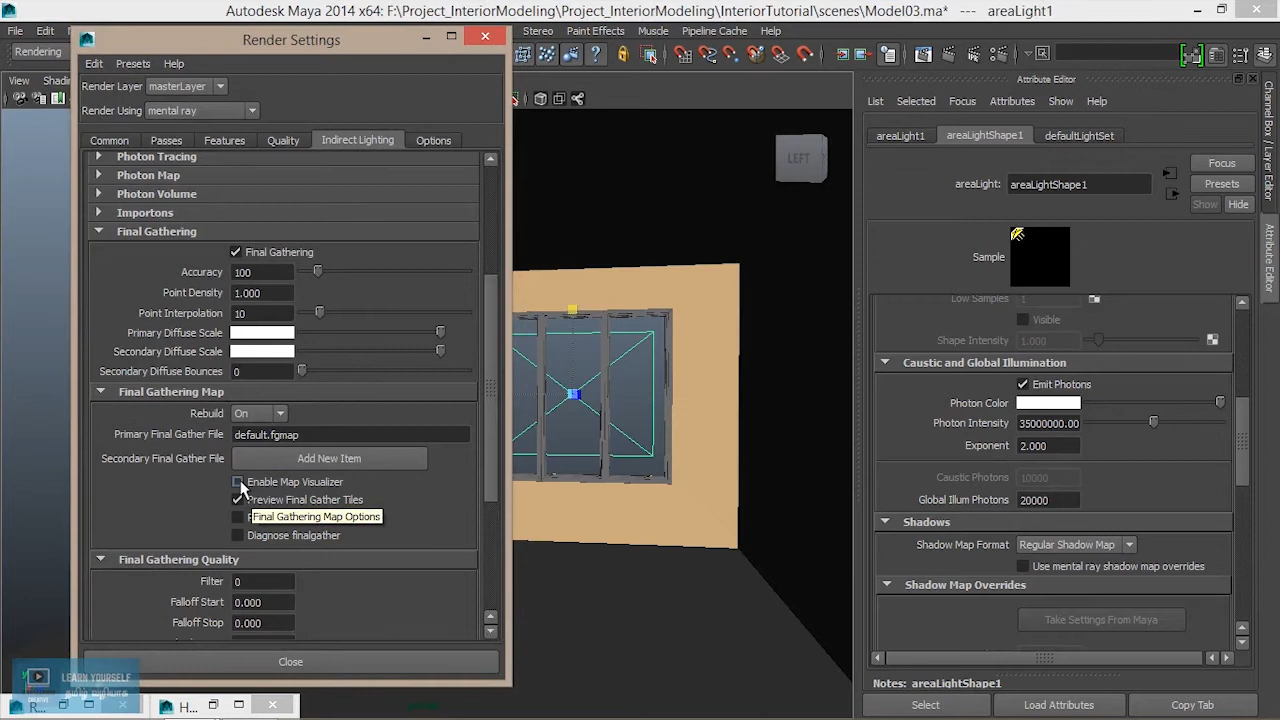 Autodesk Maya 2014 x64: F:\Project_InteriorModeling\Project_InteriorModeling\InteriorTutorial\scenes\Model03.ma* --- areaLight1
File
E
Stereo
Paint Effects
Muscle
Pipeline Cache
Help
Rendering
View
Shadin
Render Settings
Edit
Presets
Help
Render Layer
masterLayer
Render Using
mental ray
Common
Passes
Features
Quality
Indirect Lighting
Options
Photon Tracing
Photon Map
Photon Volume
Importons
Final Gathering
Final Gathering
Accuracy
100
Point Density
1.000
Point Interpolation
10
Primary Diffuse Scale
Secondary Diffuse Scale
Secondary Diffuse Bounces
0
Final Gathering Map
Rebuild
On
Primary Final Gather File
default.fgmap
Secondary Final Gather File
Add New Item
Enable Map Visualizer
Preview Final Gather Tiles
Final Gathering Map Options
Diagnose finalgather
Final Gathering Quality
Filter
0
Falloff Start
0.000
Falloff Stop
0.000
Close
LEFT
Attribute Editor
List
Selected
Focus
Attributes
Show
Help
areaLight1
areaLightShape1
defaultLightSet
areaLight:
areaLightShape1
Focus
Presets
Show
Hide
Sample
Low Samples
1
Visible
Shape Intensity
1.000
Caustic and Global Illumination
Emit Photons
Photon Color
Photon Intensity
35000000.00
Exponent
2.000
Caustic Photons
10000
Global Illum Photons
20000
Shadows
Shadow Map Format
Regular Shadow Map
Use mental ray shadow map overrides
Shadow Map Overrides
Take Settings From Maya
Notes: areaLightShape1
Select
Load Attributes
Copy Tab
Channel Box / Layer Editor
Attribute Editor
LEARN YOURSELF
தமிழ் வழியாக
CREATIVE
R...
H...